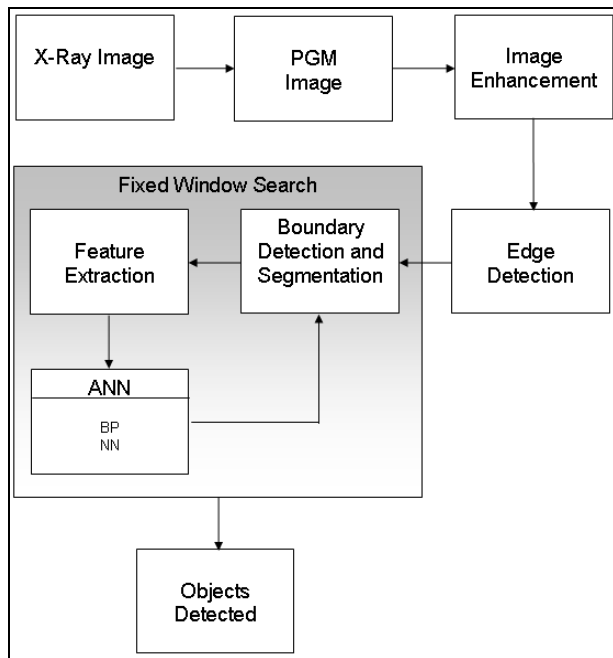 X-Ray Image
PGM
Image
Image
Enhancement
Fixed Window Search
Feature
Extraction
Boundary
Detection and
Segmentation
Edge
Detection
ANN
BP
NN
Objects
Detected